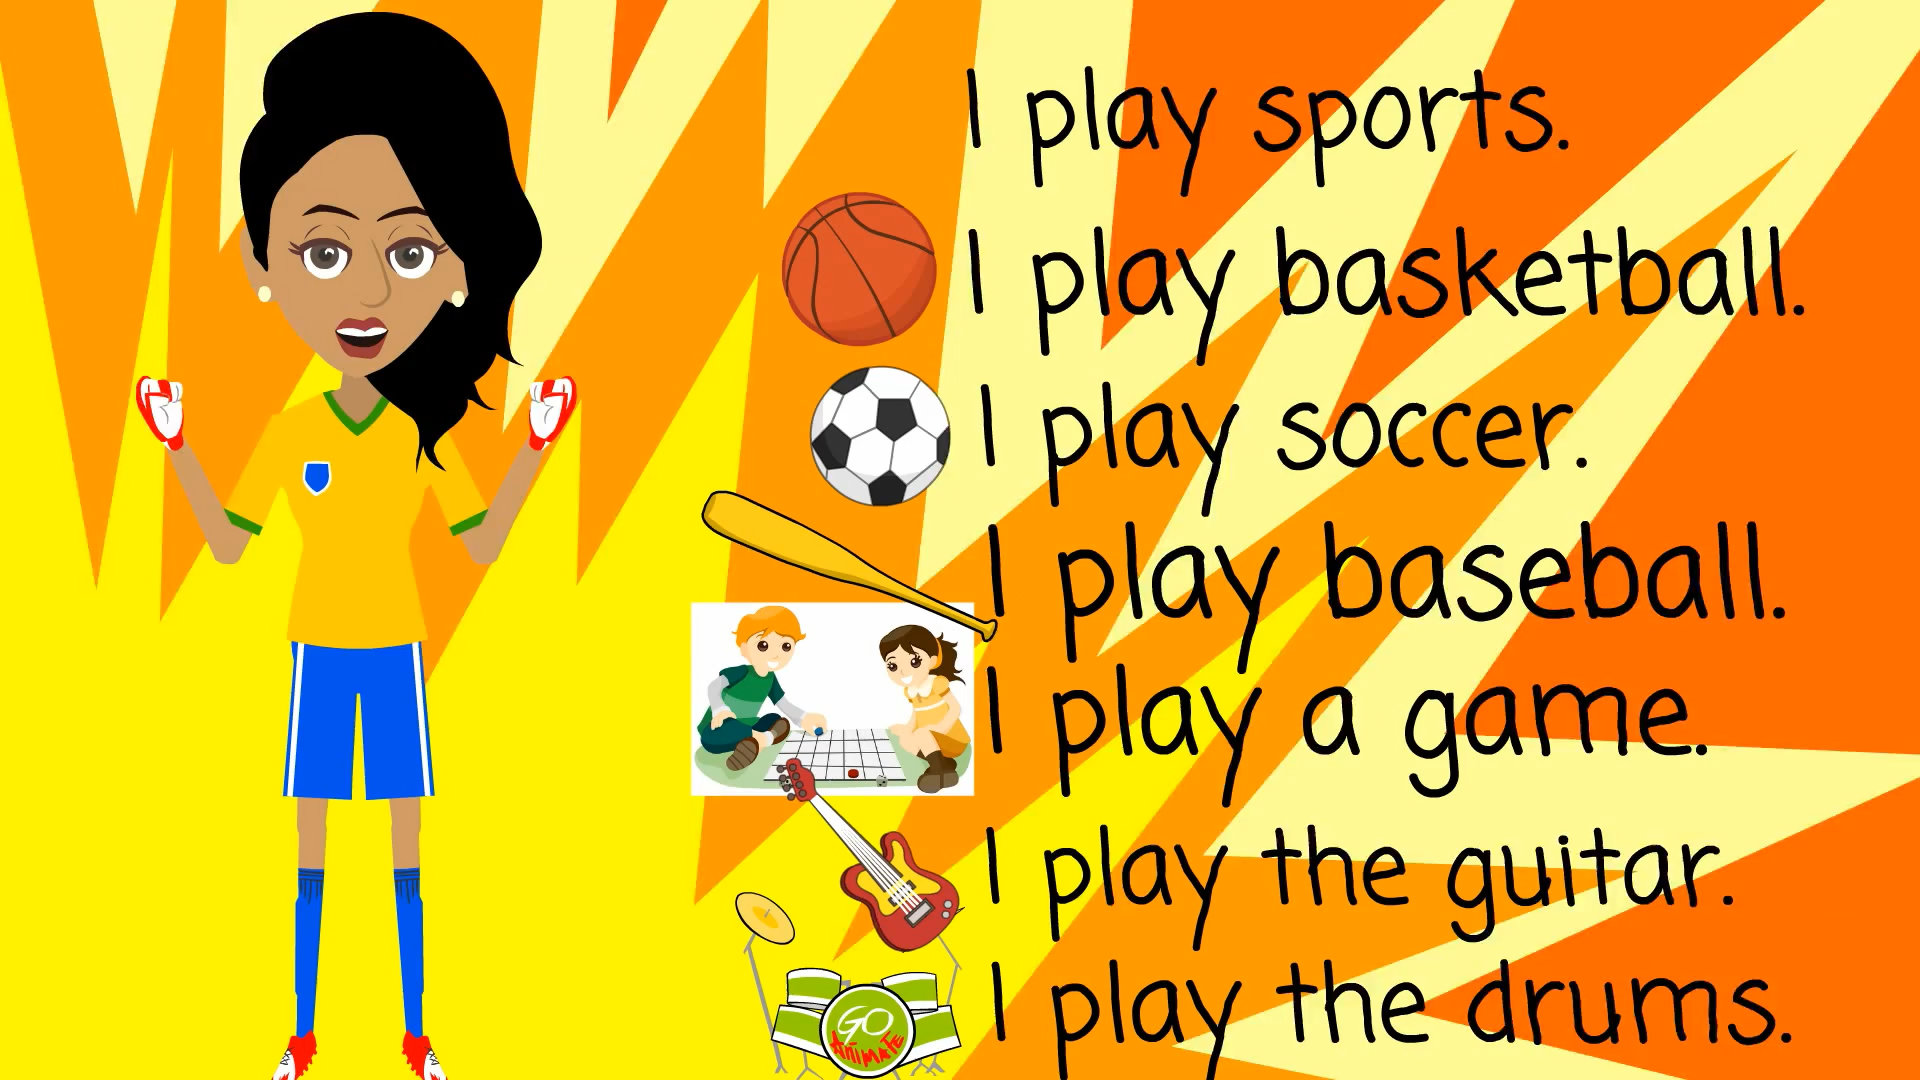 I play sports.
I play basketball.
I play soccer.
I play baseball.
I play a game.
I play the guitar.
I play the drums.
GO
ANIMATE